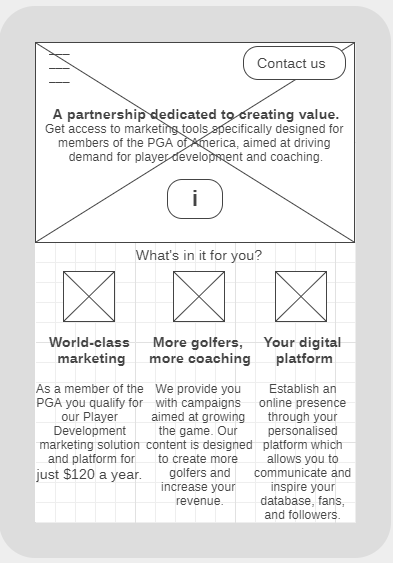 Contact us
A partnership dedicated to creating value.
Get access to marketing tools specifically designed for
members of the PGA of America, aimed at driving
demand for player development and coaching.
i
What's in it for you?
World-class
marketing
As a member of the
PGA you qualify for
our Player
Development
marketing solution
and platform for
just $120 a year.
More golfers,
more coaching
We provide you
with campaigns
aimed at growing
the game. Our
content is designed
to create more
golfers and
increase your
revenue.
Your digital
platform
Establish an
online presence
through your
personalised
platform which
allows you to
communicate and
inspire your
database, fans,
and followers.